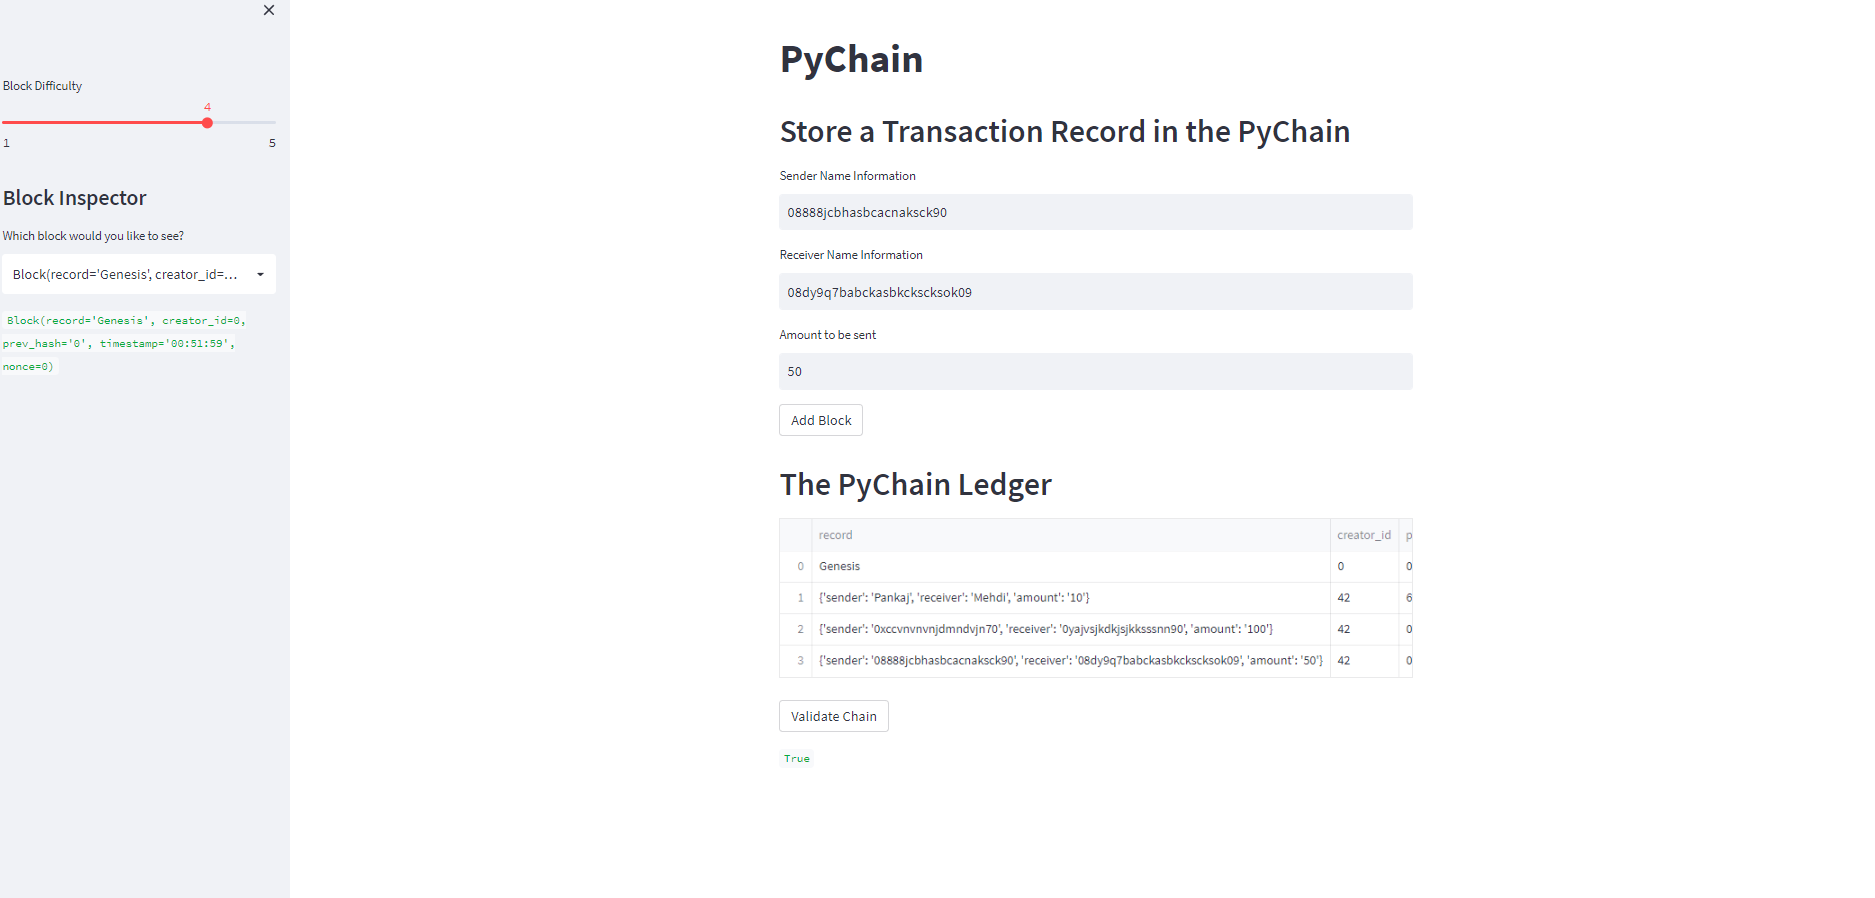 Block Difficulty
4
1 5
Block Inspector
Which block would you like to see?
Block(record='Genesis', creator_id=...
Block(record='Genesis', creator_id=0,
prev_hash='0', timestamp='00:51:59',
nonce=0)
PyChain
Store a Transaction Record in the PyChain
Sender Name Information
08888jcbhasbcacnaksck90
Receiver Name Information
08dy9q7babckasbkckscksok09
Amount to be sent
50
Add Block
The PyChain Ledger
record creator_id p
0 Genesis 0 0
1 {'sender': 'Pankaj', 'receiver': 'Mehdi', 'amount': '10'} 42 6
2 {'sender': '0xccvnvnvnjdmndvjn70', 'receiver': '0yajvsjkdkjsjkksssnn90', 'amount': '100'} 42 0
3 {'sender': '08888jcbhasbcacnaksck90', 'receiver': '08dy9q7babckasbkckscksok09', 'amount': '50'} 42 0
Validate Chain
True